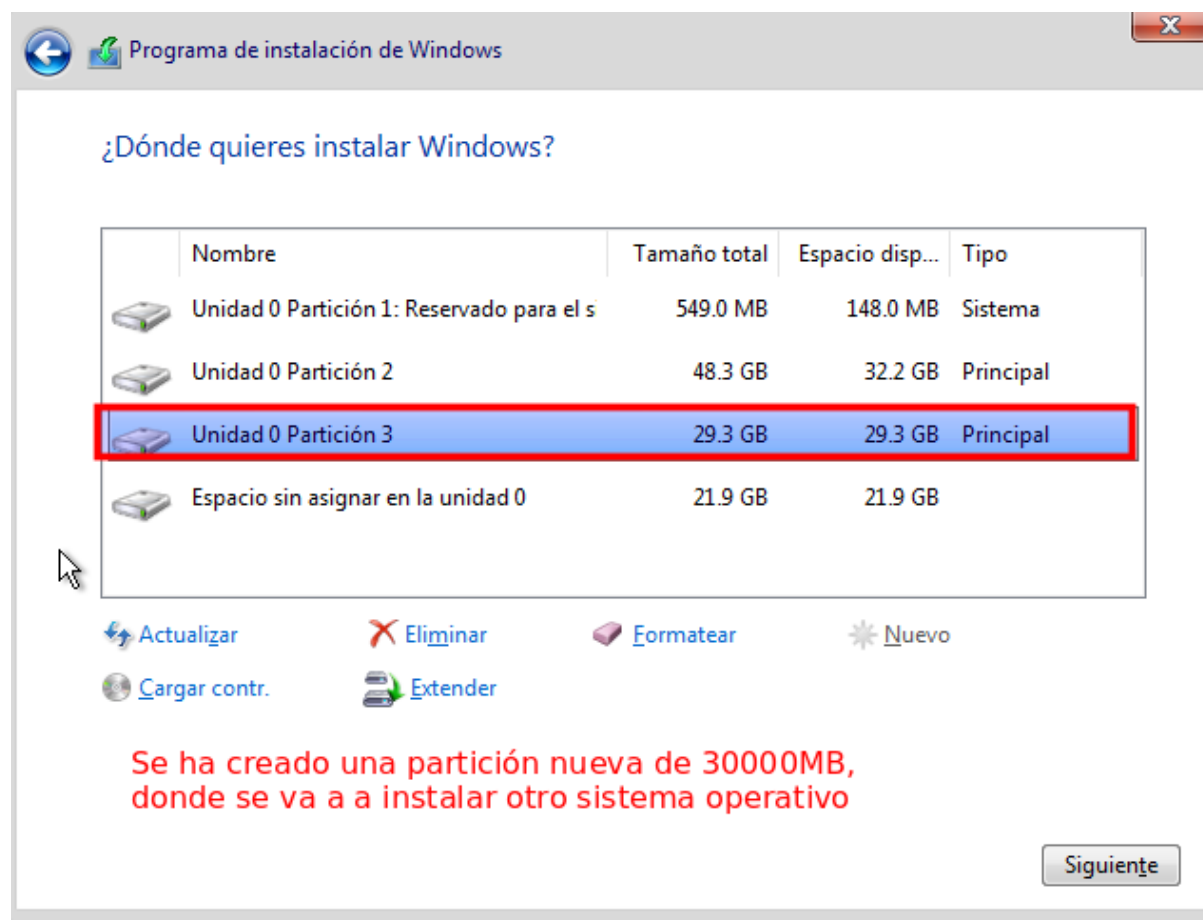 Programa de instalación de Windows
¿Dónde quieres instalar Windows?
Nombre Tamaño total Espacio disp... Tipo
Unidad 0 Partición 1: Reservado para el s 549.0 MB 148.0 MB Sistema
Unidad 0 Partición 2 48.3 GB 32.2 GB Principal
Unidad 0 Partición 3 29.3 GB 29.3 GB Principal
Espacio sin asignar en la unidad 0 21.9 GB 21.9 GB
Actualizar Eliminar Formatear Nuevo
Cargar contr. Extender
Se ha creado una partición nueva de 30000MB,
donde se va a a instalar otro sistema operativo
Siguiente